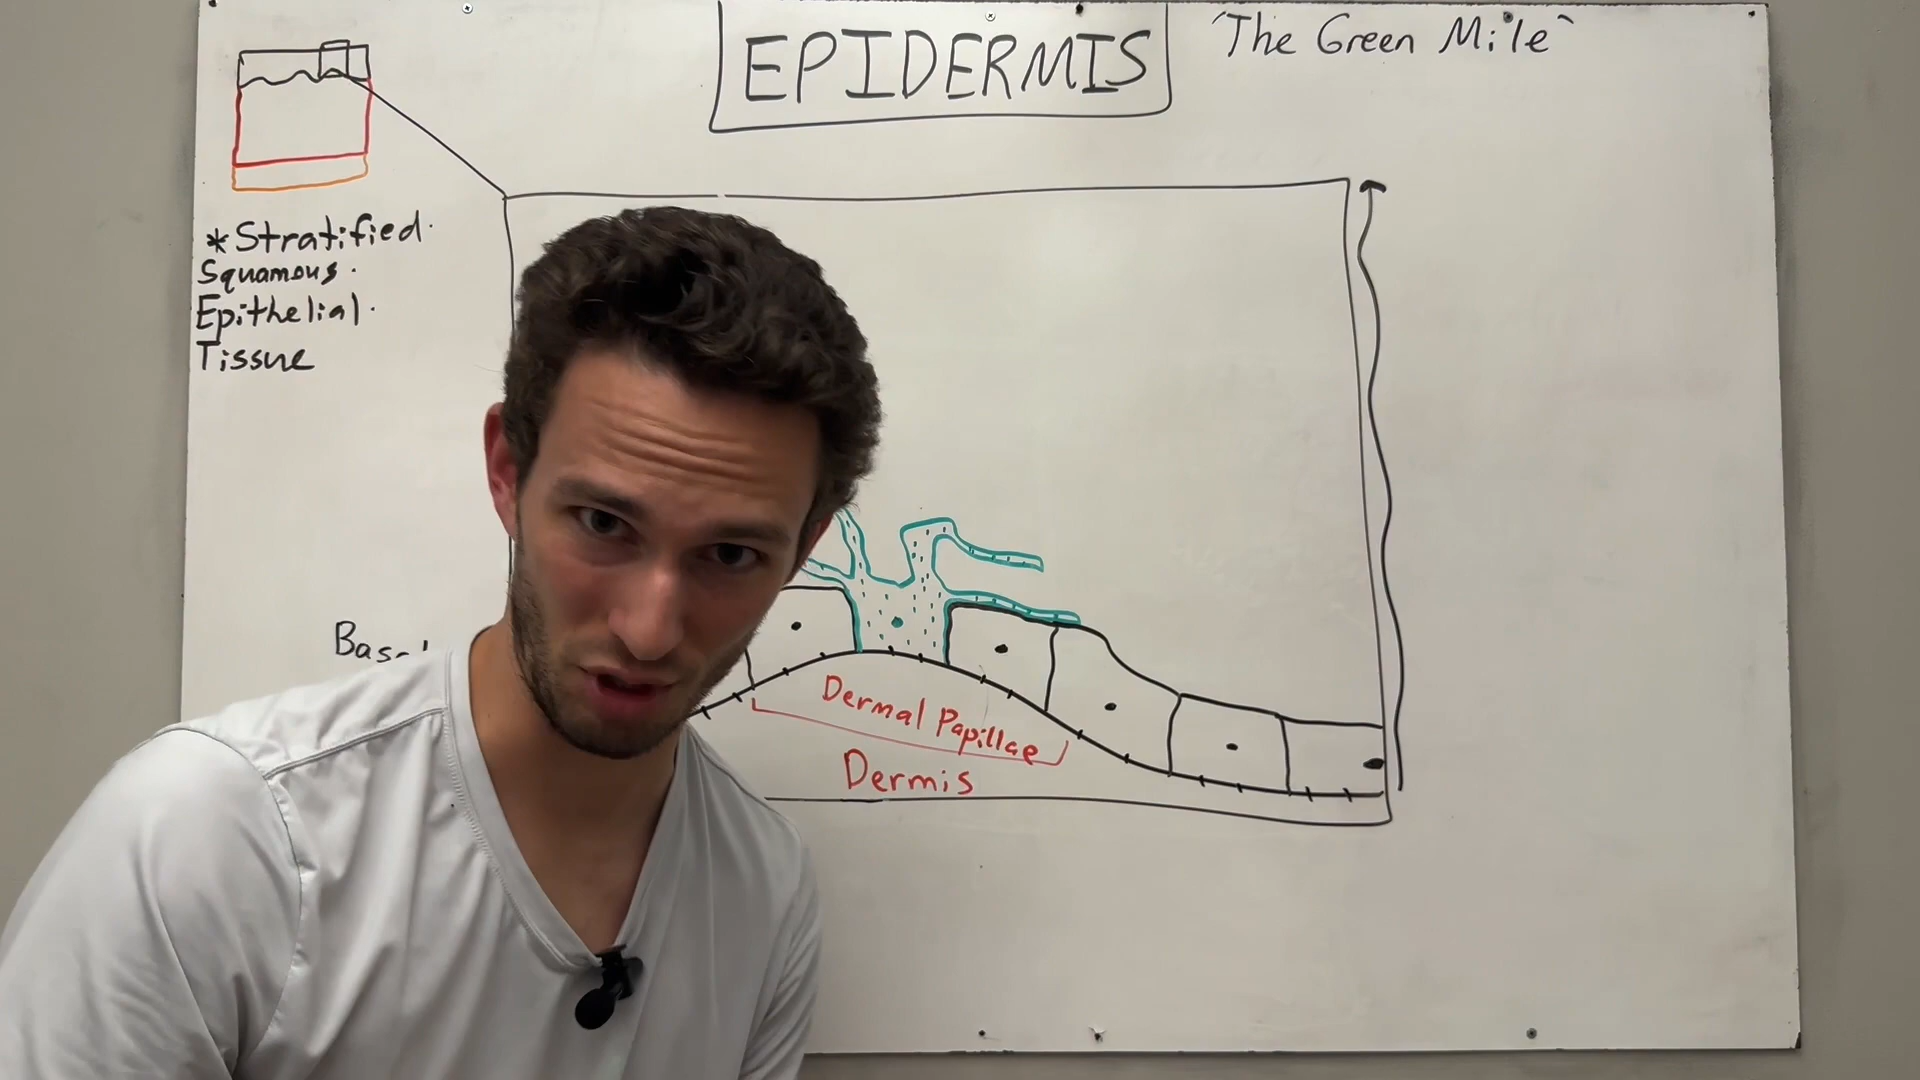 EPIDERMIS
´The Green Mile`
*Stratified.
Squamous.
Epithelial.
Tissue
Dermal Papillae
Dermis